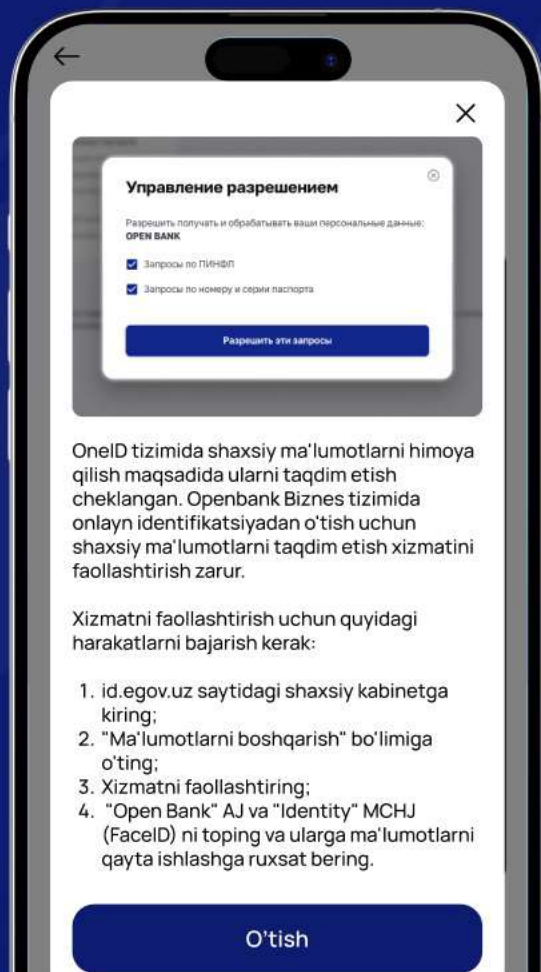 Управление разрешением
Разрешить получать и обрабатывать ваши персональные данные:
OPEN BANK
Запросы по ПИНФЛ
Запросы по номеру и серии паспорта
Разрешить эти запросы
OneID tizimida shaxsiy ma'lumotlarni himoya
qilish maqsadida ularni taqdim etish
cheklangan. Openbank Biznes tizimida
onlayn identifikatsiyadan o'tish uchun
shaxsiy ma'lumotlarni taqdim etish xizmatini
faollashtirish zarur.
Xizmatni faollashtirish uchun quyidagi
harakatlarni bajarish kerak:
1. id.egov.uz saytidagi shaxsiy kabinetga
kiring;
2. "Ma'lumotlarni boshqarish" bo'limiga
o'ting;
3. Xizmatni faollashtiring;
4. "Open Bank" AJ va "Identity" MCHJ
(FaceID) ni toping va ularga ma'lumotlarni
qayta ishlashga ruxsat bering.
O'tish